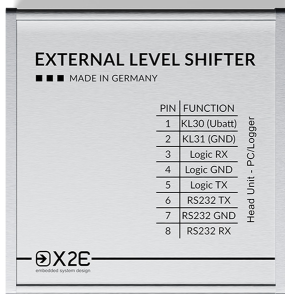 EXTERNAL LEVEL SHIFTER
MADE IN GERMANY
PIN FUNCTION
1 KL30 (Ubatt)
2 KL31 (GND)
3 Logic RX
4 Logic GND
5 Logic TX
6 RS232 TX
7 RS232 GND
8 RS232 RX
Head Unit - PC/Logger
X2E
embedded system design